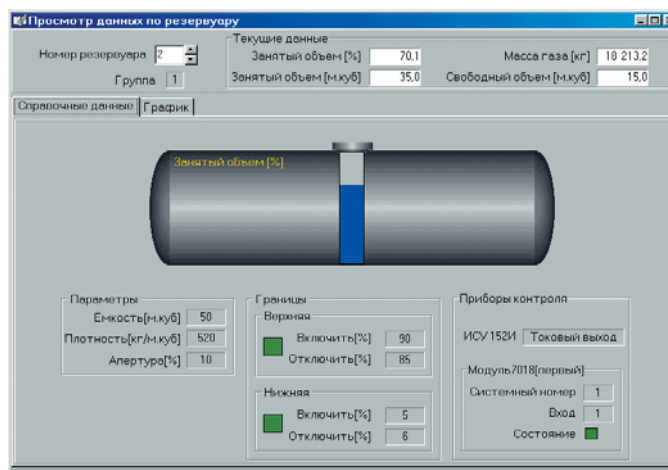 Просмотр данных по резервуару
Номер резервуара 2
Группа 1
Текущие данные
Занятый объем [%] 70,1
Масса газа [кг] 18 213,2
Занятый объем [м.куб] 35,0
Свободный объем [м.куб] 15,0
Справочные данные График
Занятый объем [%]
Параметры
Емкость[м.куб] 50
Плотность[кг/м.куб] 520
Апертура[%] 10
Границы
Верхняя
Включить[%] 90
Отключить[%] 85
Нижняя
Включить[%] 5
Отключить[%] 6
Приборы контроля
ИСУ152И Токовый выход
Модуль7018[первый]
Системный номер 1
Вход 1
Состояние